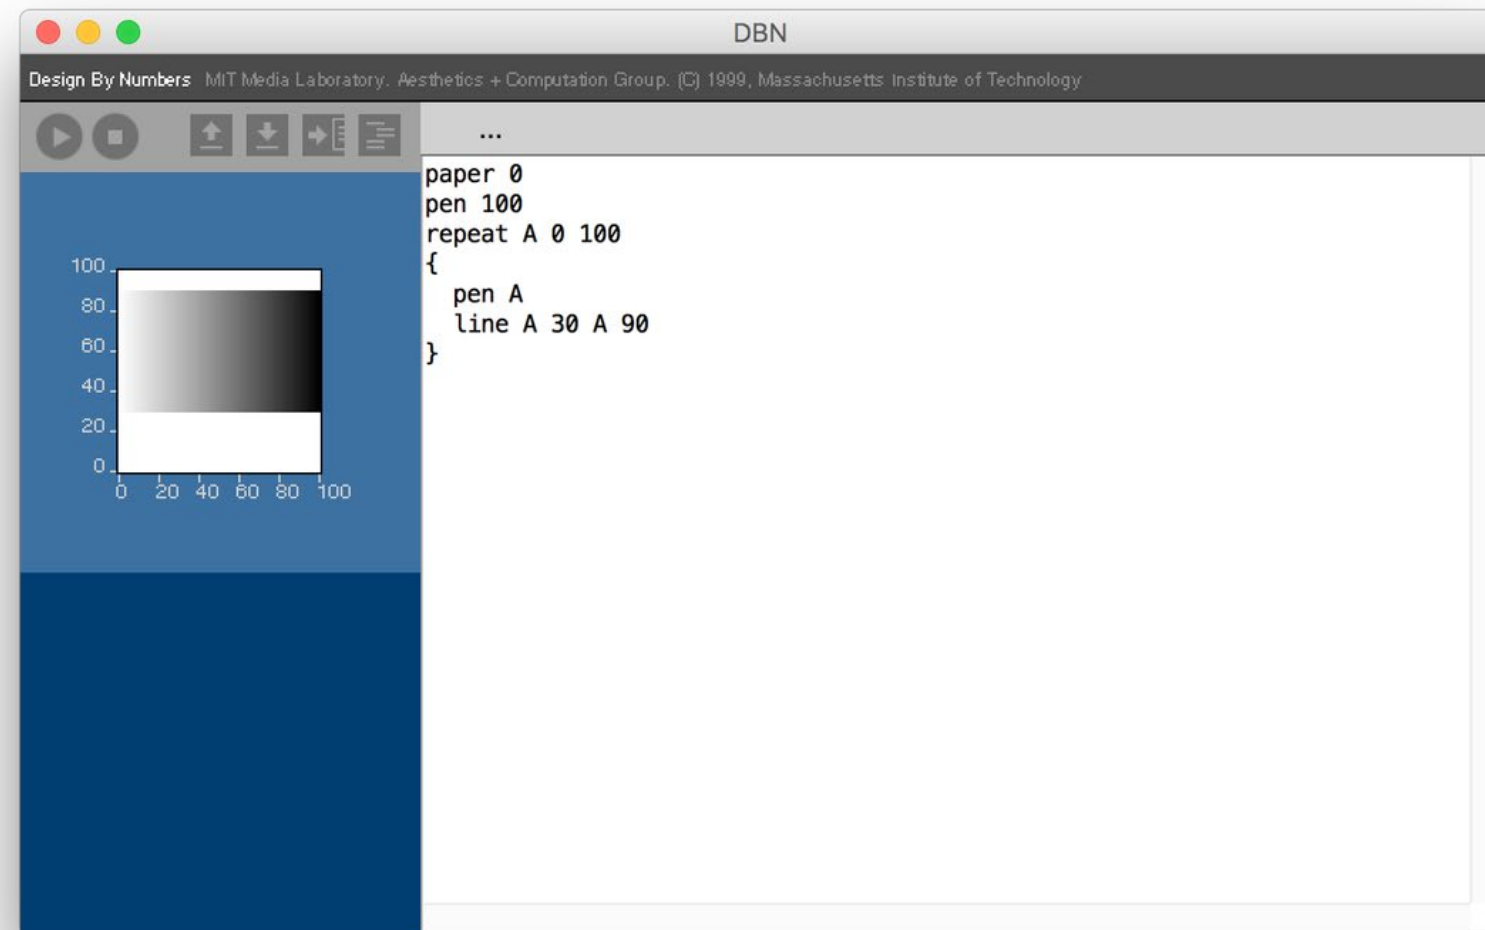 DBN
Design By Numbers MIT Media Laboratory. Aesthetics + Computation Group. (C) 1999, Massachusetts Institute of Technology
...
paper 0
pen 100
repeat A 0 100
{
  pen A
  line A 30 A 90
}
100
80
60
40
20
0
0 20 40 60 80 100